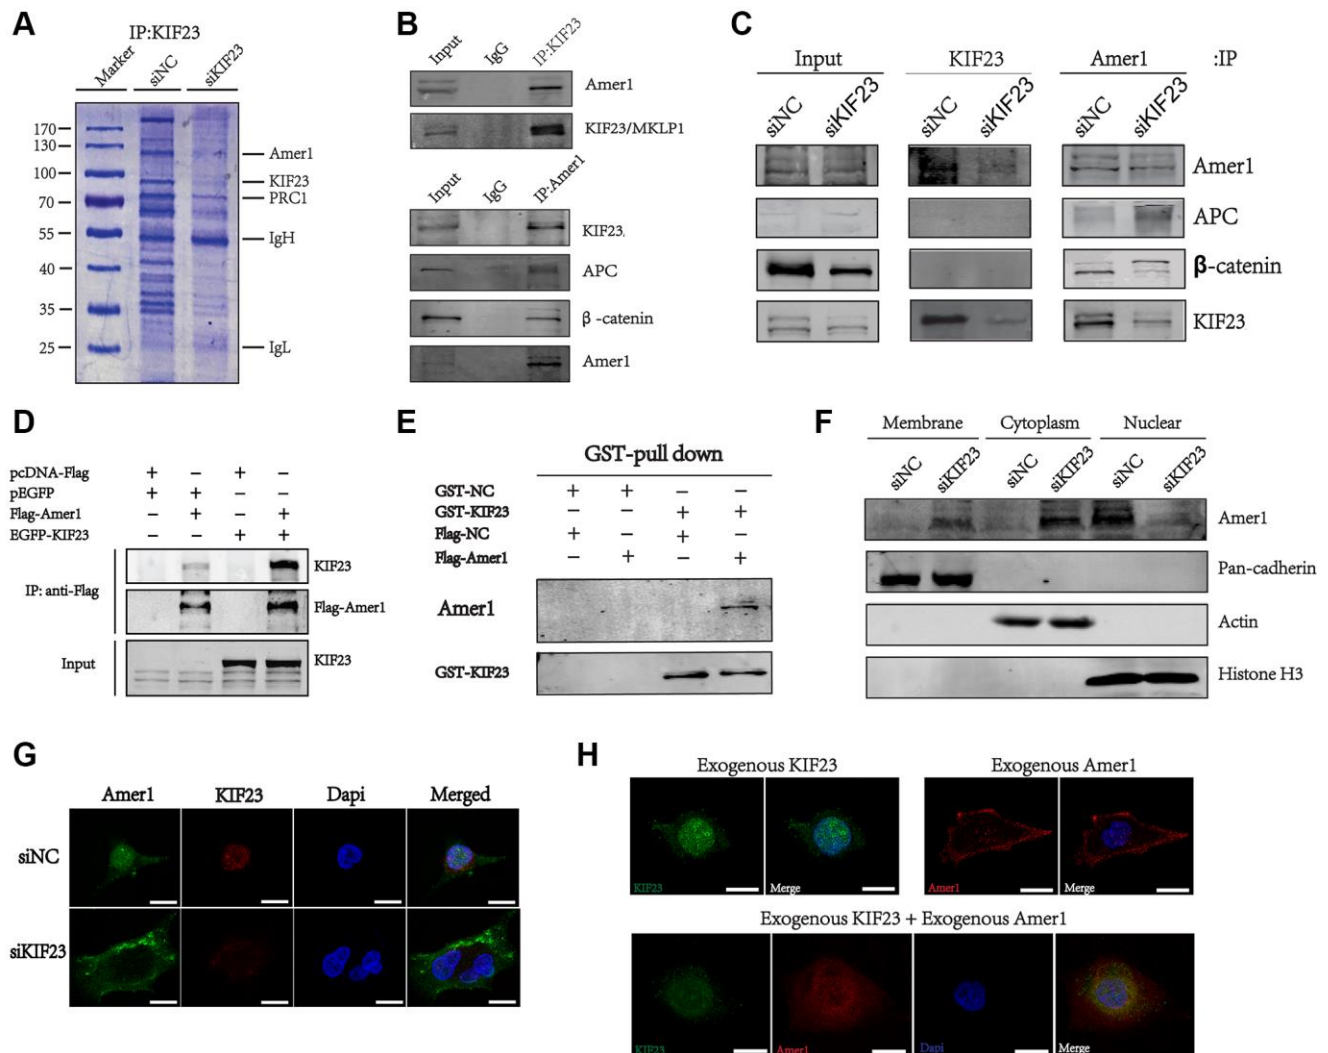 A
IP:KIF23
Marker
siNC
siKIF23
170
130
100
70
55
40
35
25
Amer1
KIF23
PRC1
IgH
IgL
B
Input
IgG
IP:KIF23
Amer1
KIF23/MKLP1
Input
IgG
IP:Amer1
KIF23.
APC
β -catenin
Amer1
C
Input
KIF23
Amer1
:IP
siNC
siKIF23
siNC
siKIF23
siNC
siKIF23
Amer1
APC
β-catenin
KIF23
D
pcDNA-Flag + − + −
pEGFP + + − −
Flag-Amer1 − + − +
EGFP-KIF23 − − + +
IP: anti-Flag
KIF23
Flag-Amer1
Input
KIF23
E
GST-pull down
GST-NC + + − −
GST-KIF23 − − + +
Flag-NC + − + −
Flag-Amer1 − + − +
Amer1
GST-KIF23
F
Membrane
Cytoplasm
Nuclear
siNC
siKIF23
siNC
siKIF23
siNC
siKIF23
Amer1
Pan-cadherin
Actin
Histone H3
G
Amer1
KIF23
Dapi
Merged
siNC
siKIF23
H
Exogenous KIF23
Exogenous Amer1
KIF23
Merge
Amer1
Merge
Exogenous KIF23 + Exogenous Amer1
KIF23
Amer1
Dapi
Merge